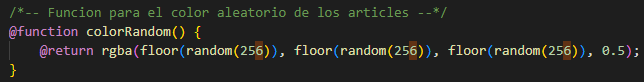 /*-- Funcion para el color aleatorio de los articles --*/
@function colorRandom() {
    @return rgba(floor(random(256)), floor(random(256)), floor(random(256)), 0.5);
}